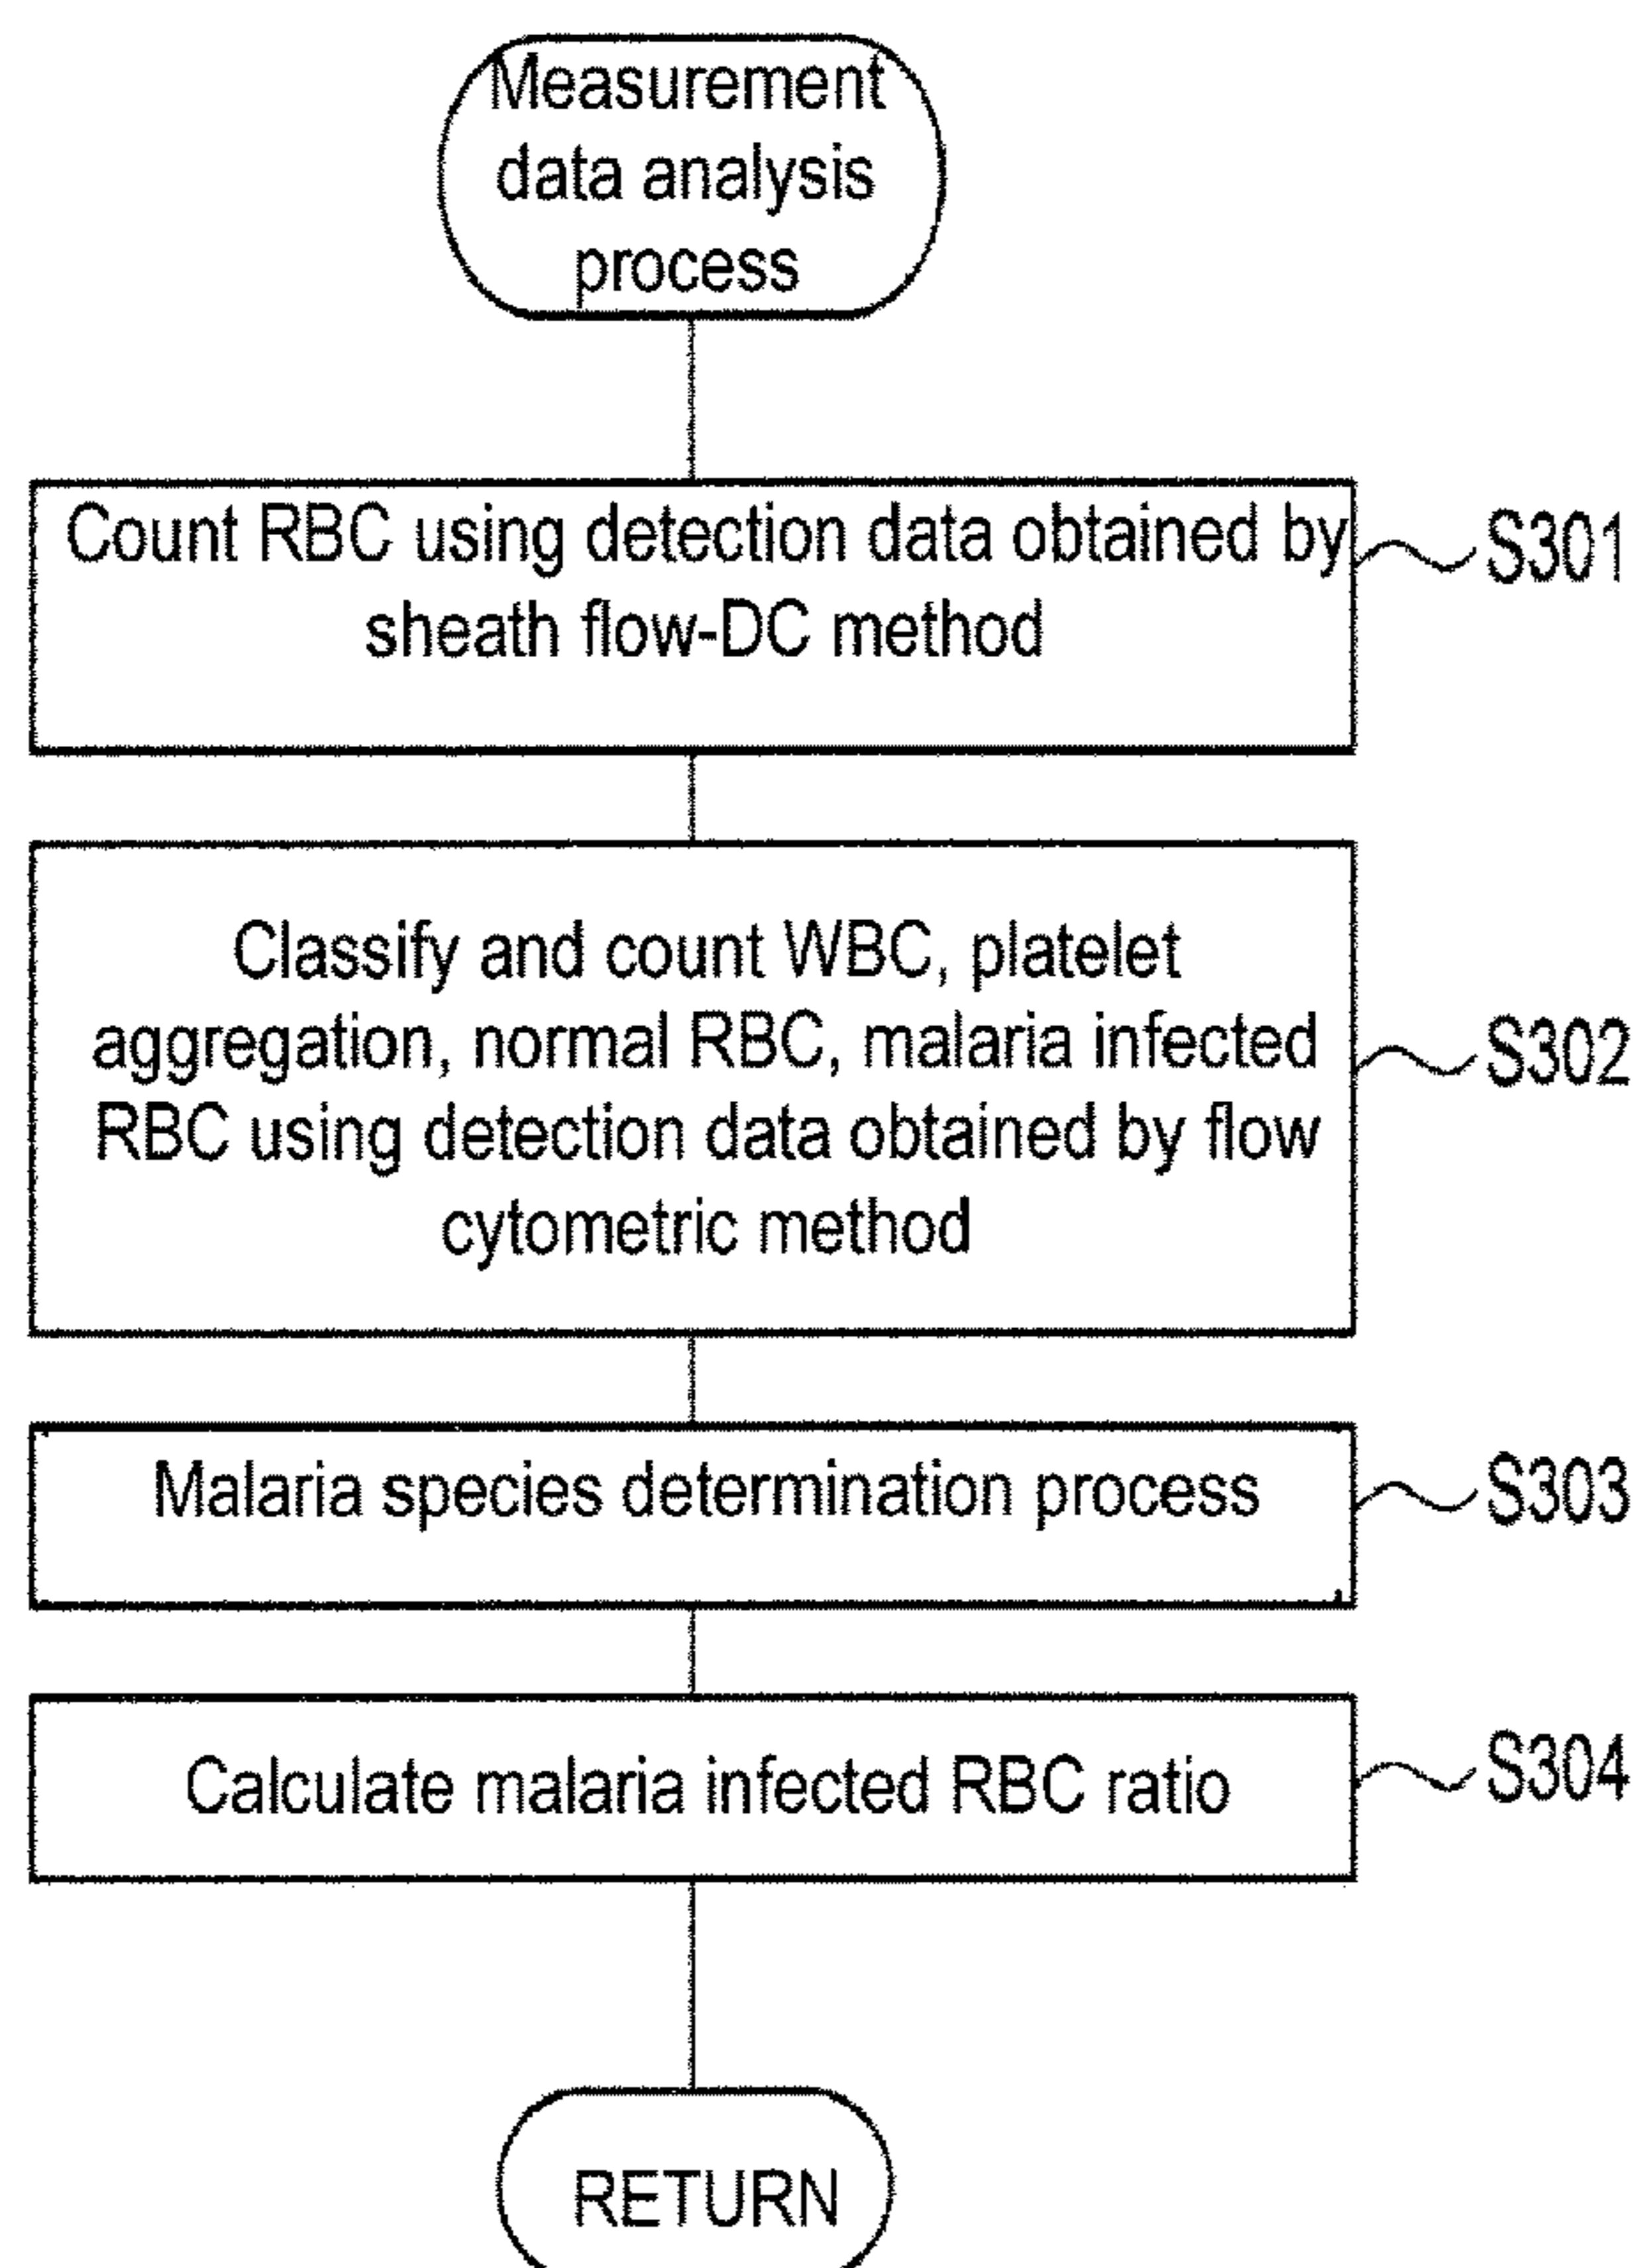 Measurement
data analysis
process
Count RBC using detection data obtained by
sheath flow-DC method
S301
Classify and count WBC, platelet
aggregation, normal RBC, malaria infected
RBC using detection data obtained by flow
cytometric method
S302
Malaria species determination process
S303
Calculate malaria infected RBC ratio
S304
RETURN